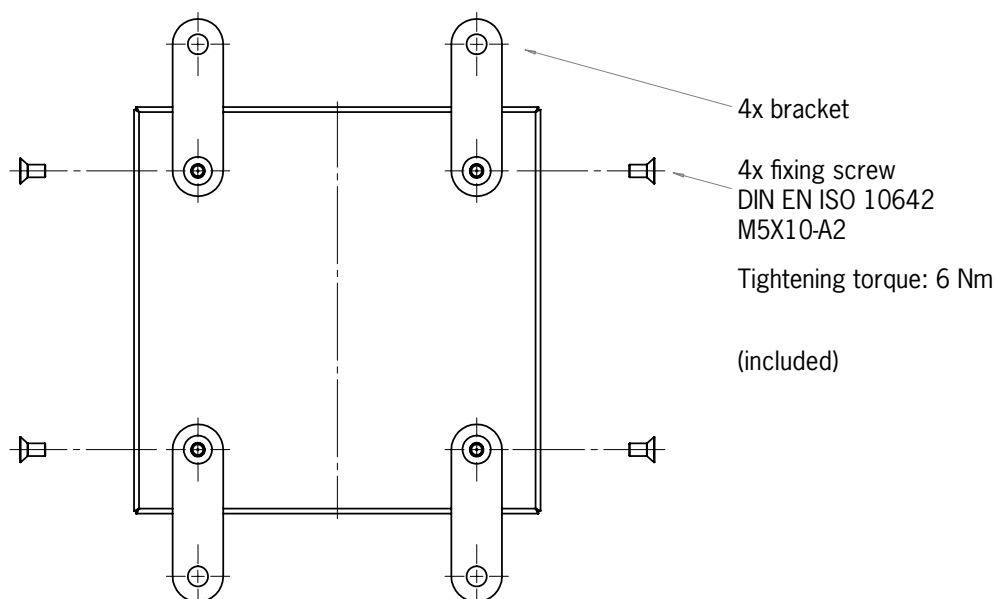 4x bracket
4x fixing screw
DIN EN ISO 10642
M5X10-A2
Tightening torque: 6 Nm
(included)